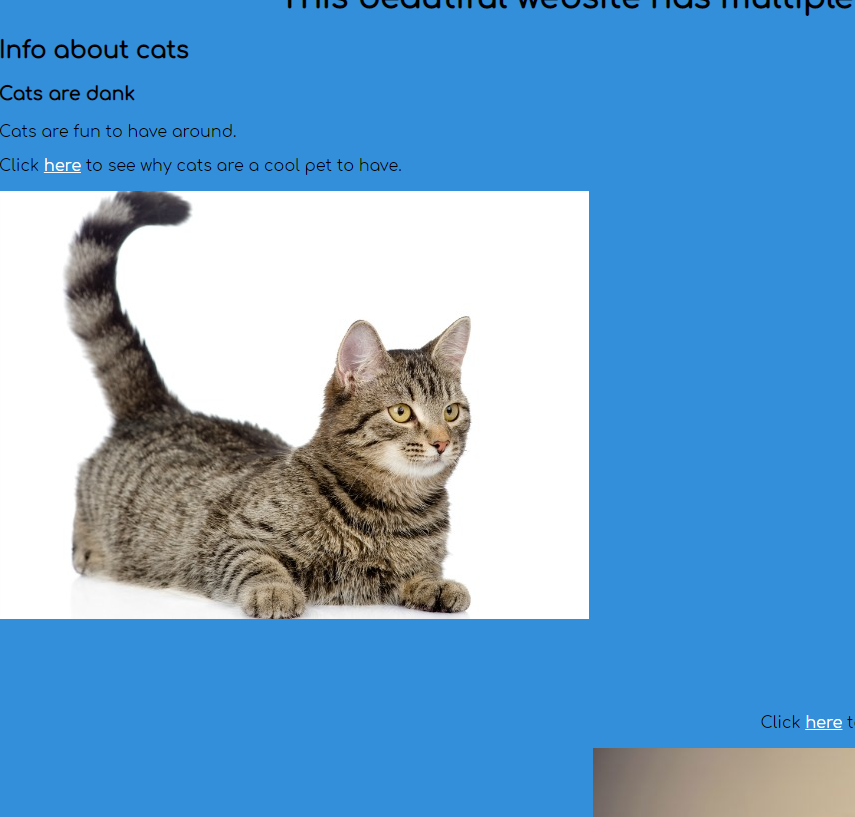 This beautiful website has multiple
Info about cats
Cats are dank
Cats are fun to have around.
Click here to see why cats are a cool pet to have.
Click here t